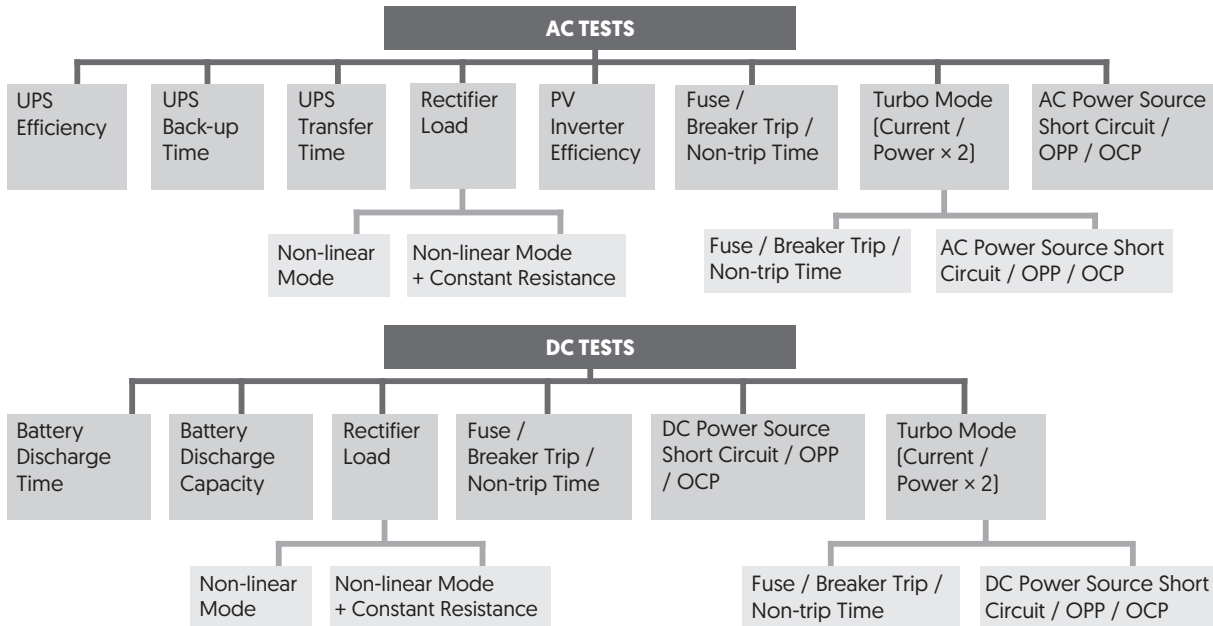 AC TESTS
UPS
Efficiency
UPS
Back-up
Time
UPS
Transfer
Time
Rectifier
Load
PV
Inverter
Efficiency
Fuse /
Breaker Trip /
Non-trip Time
Turbo Mode
(Current /
Power × 2)
AC Power Source
Short Circuit /
OPP / OCP
Non-linear
Mode
Non-linear Mode
+ Constant Resistance
Fuse / Breaker Trip /
Non-trip Time
AC Power Source Short
Circuit / OPP / OCP
DC TESTS
Battery
Discharge
Time
Battery
Discharge
Capacity
Rectifier
Load
Fuse /
Breaker Trip /
Non-trip Time
DC Power Source
Short Circuit / OPP
/ OCP
Turbo Mode
(Current /
Power × 2)
Non-linear
Mode
Non-linear Mode
+ Constant Resistance
Fuse / Breaker Trip /
Non-trip Time
DC Power Source Short
Circuit / OPP / OCP